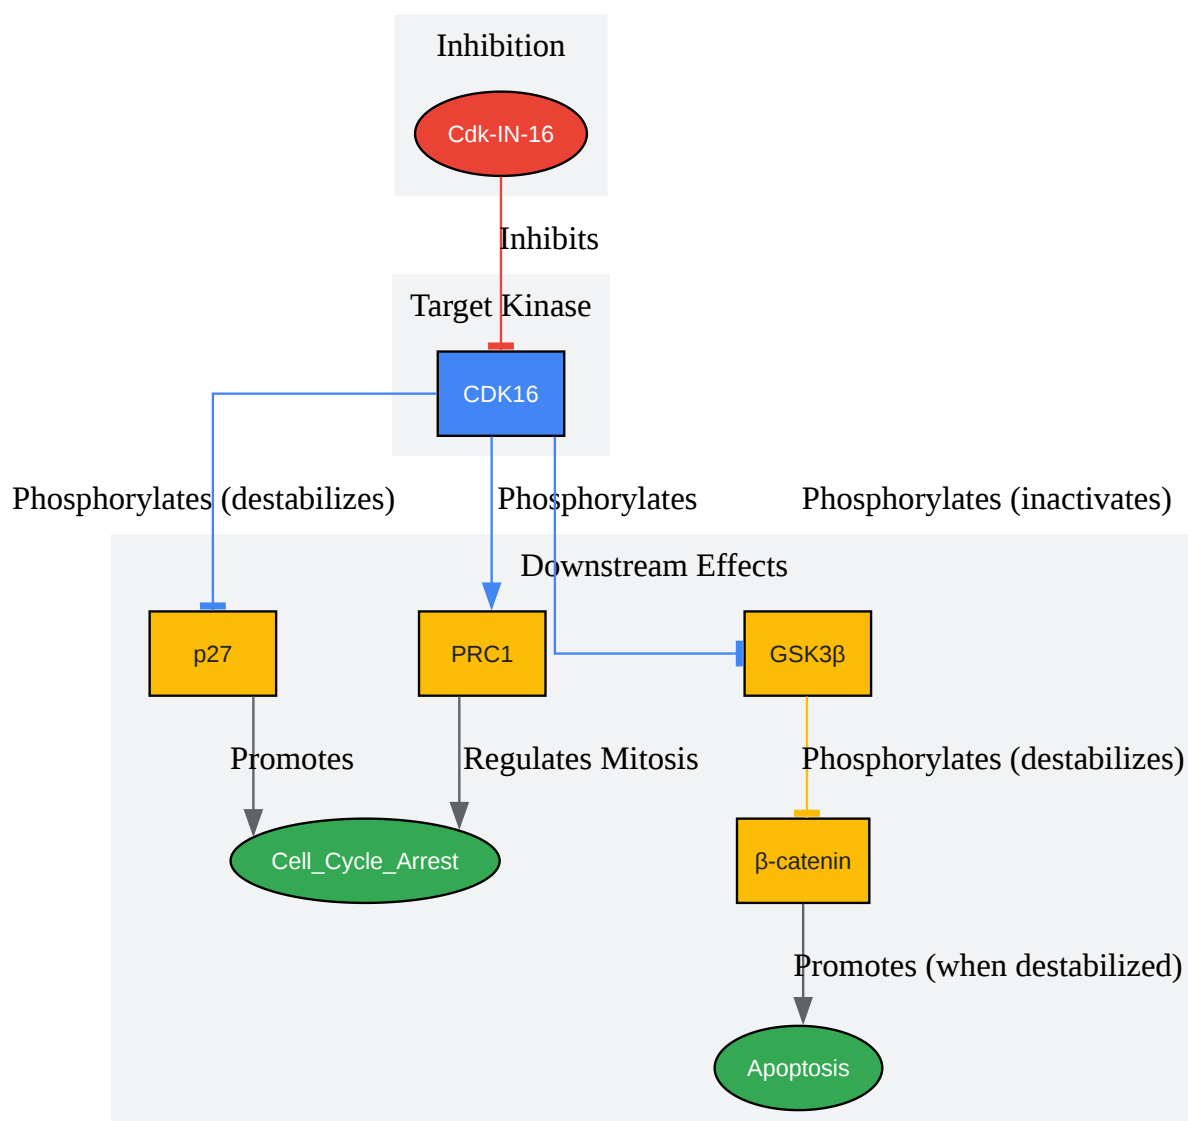 Inhibition
Cdk-IN-16
Inhibits
Target Kinase
CDK16
Phosphorylates (destabilizes)
Phosphorylates
Phosphorylates (inactivates)
Downstream Effects
p27
PRC1
GSK3β
Promotes
Regulates Mitosis
Phosphorylates (destabilizes)
Cell_Cycle_Arrest
β-catenin
Promotes (when destabilized)
Apoptosis